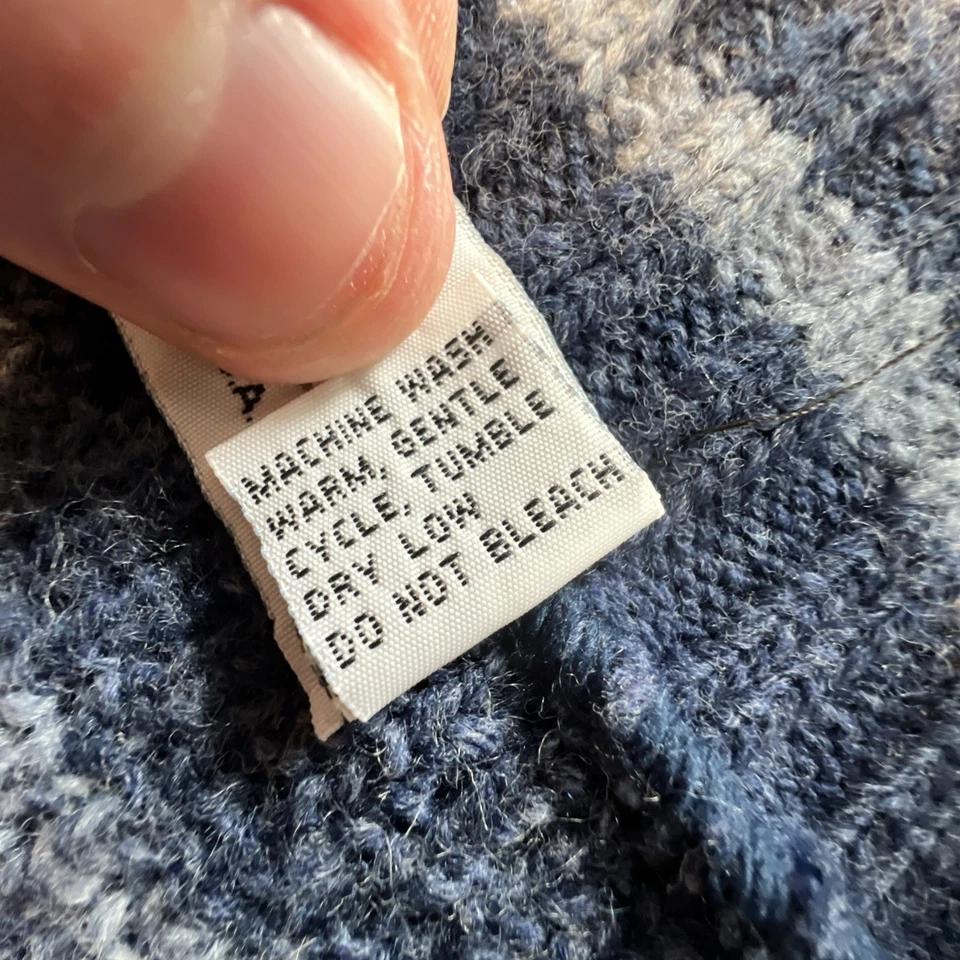 MACHINE WASH
WARM, GENTLE
CYCLE, TUMBLE
DRY LOW
DO NOT BLEACH